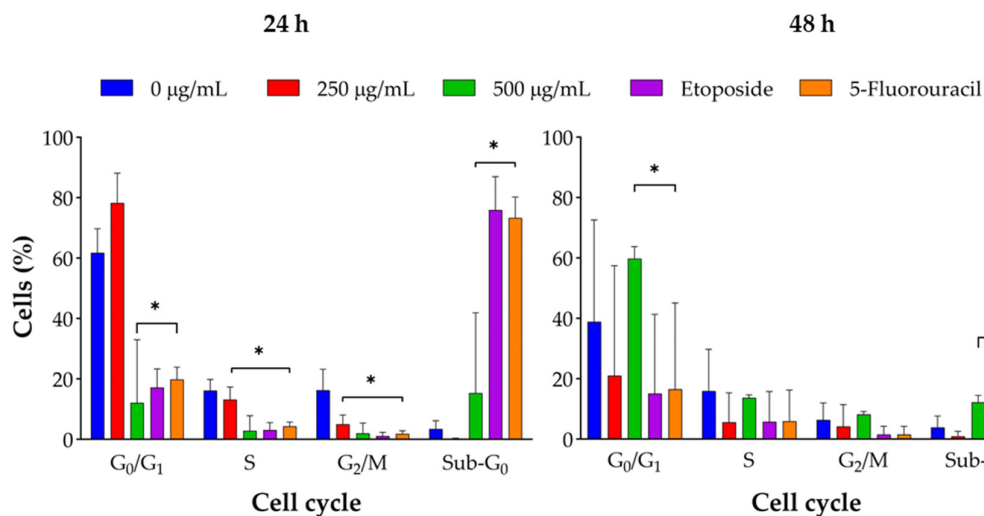 24 h 48 h
0 µg/mL 250 µg/mL 500 µg/mL Etoposide 5-Fluorouracil
100
80
60
40
20
0
Cells (%)
* * * *
G₀/G₁ S G₂/M Sub-G₀
Cell cycle
100
80
60
40
20
0
*
G₀/G₁ S G₂/M Sub-
Cell cycle